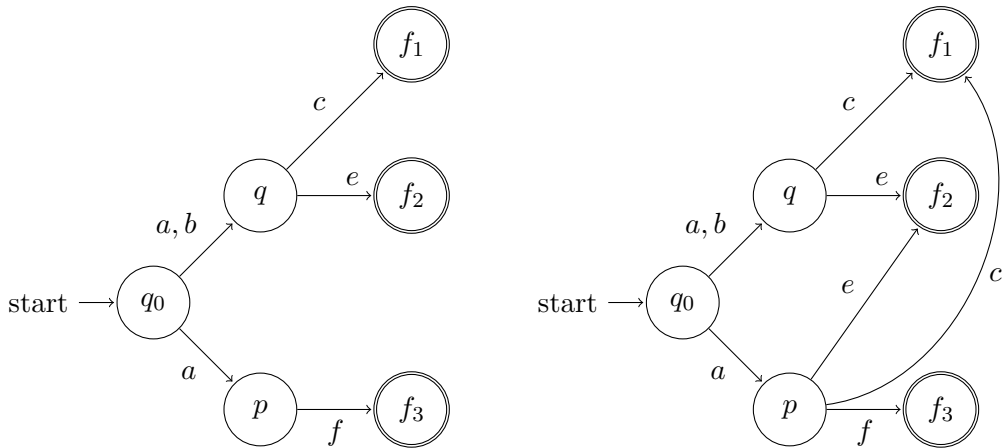 f₁
c
q
e
f₂
a, b
start
q₀
a
p
f
f₃
f₁
c
q
e
f₂
a, b
start
q₀
e
c
a
p
f
f₃